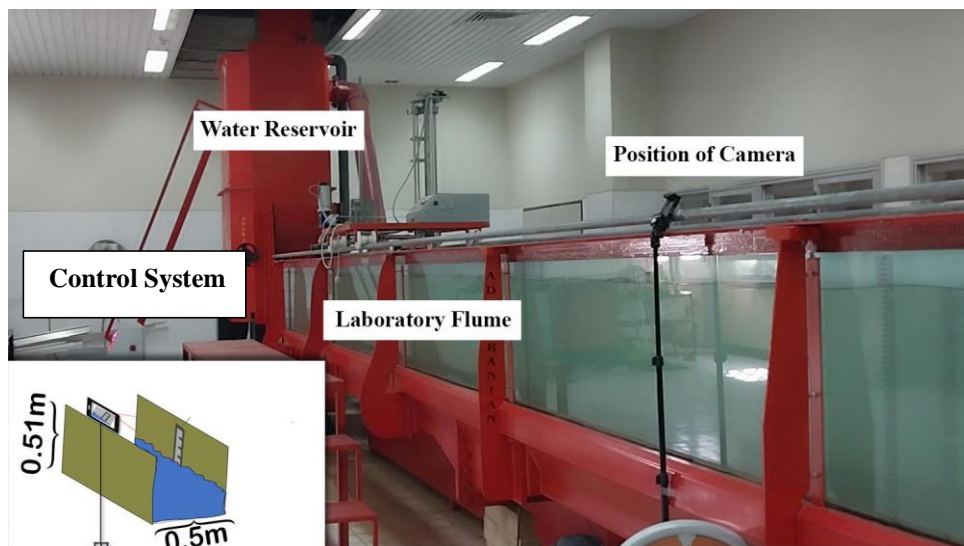 Water Reservoir
Position of Camera
Control System
Laboratory Flume
0.51m
0.5m